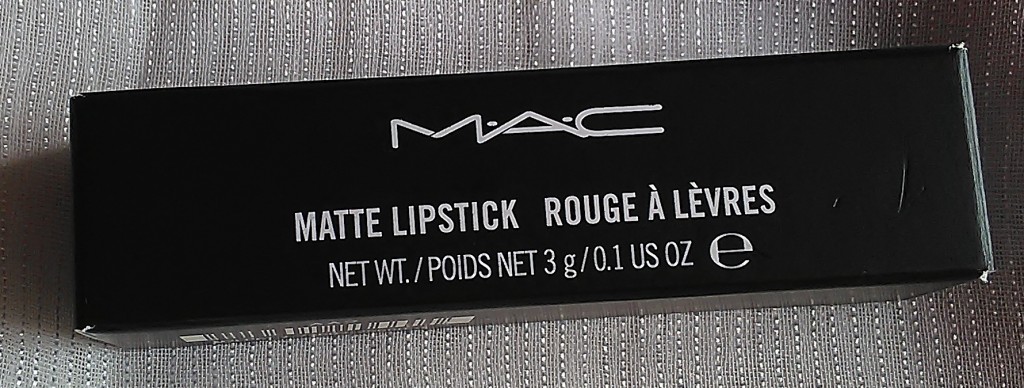 M·A·C
MATTE LIPSTICK ROUGE À LÈVRES
NET WT./POIDS NET 3 g/0.1 US OZ ℮